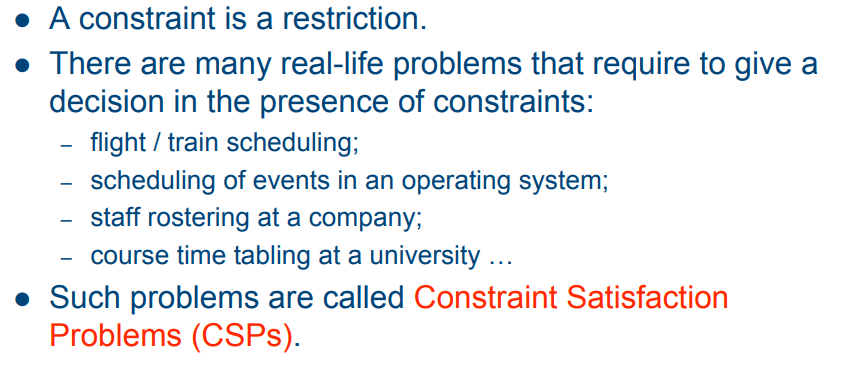 ● A constraint is a restriction.
● There are many real-life problems that require to give a
decision in the presence of constraints:
– flight / train scheduling;
– scheduling of events in an operating system;
– staff rostering at a company;
– course time tabling at a university …
● Such problems are called Constraint Satisfaction
Problems (CSPs).